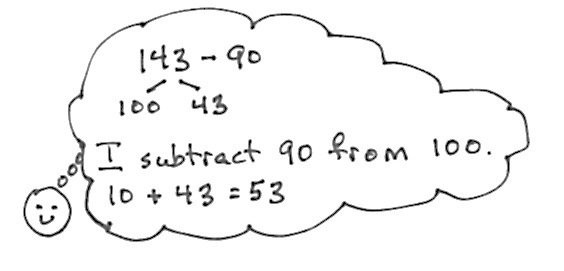 143 - 90
100 43
I subtract 90 from 100.
10 + 43 = 53